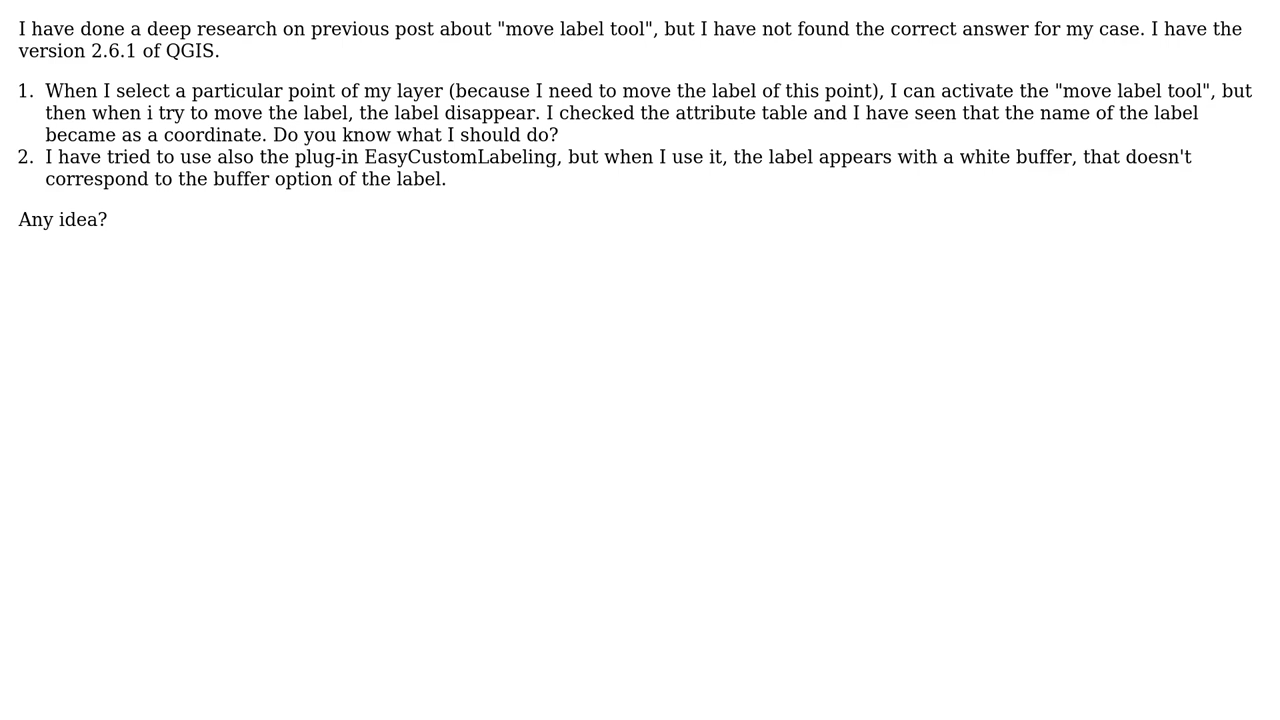 I have done a deep research on previous post about "move label tool", but I have not found the correct answer for my case. I have the
version 2.6.1 of QGIS.
1. When I select a particular point of my layer (because I need to move the label of this point), I can activate the "move label tool", but
then when i try to move the label, the label disappear. I checked the attribute table and I have seen that the name of the label
became as a coordinate. Do you know what I should do?
2. I have tried to use also the plug-in EasyCustomLabeling, but when I use it, the label appears with a white buffer, that doesn't
correspond to the buffer option of the label.
Any idea?